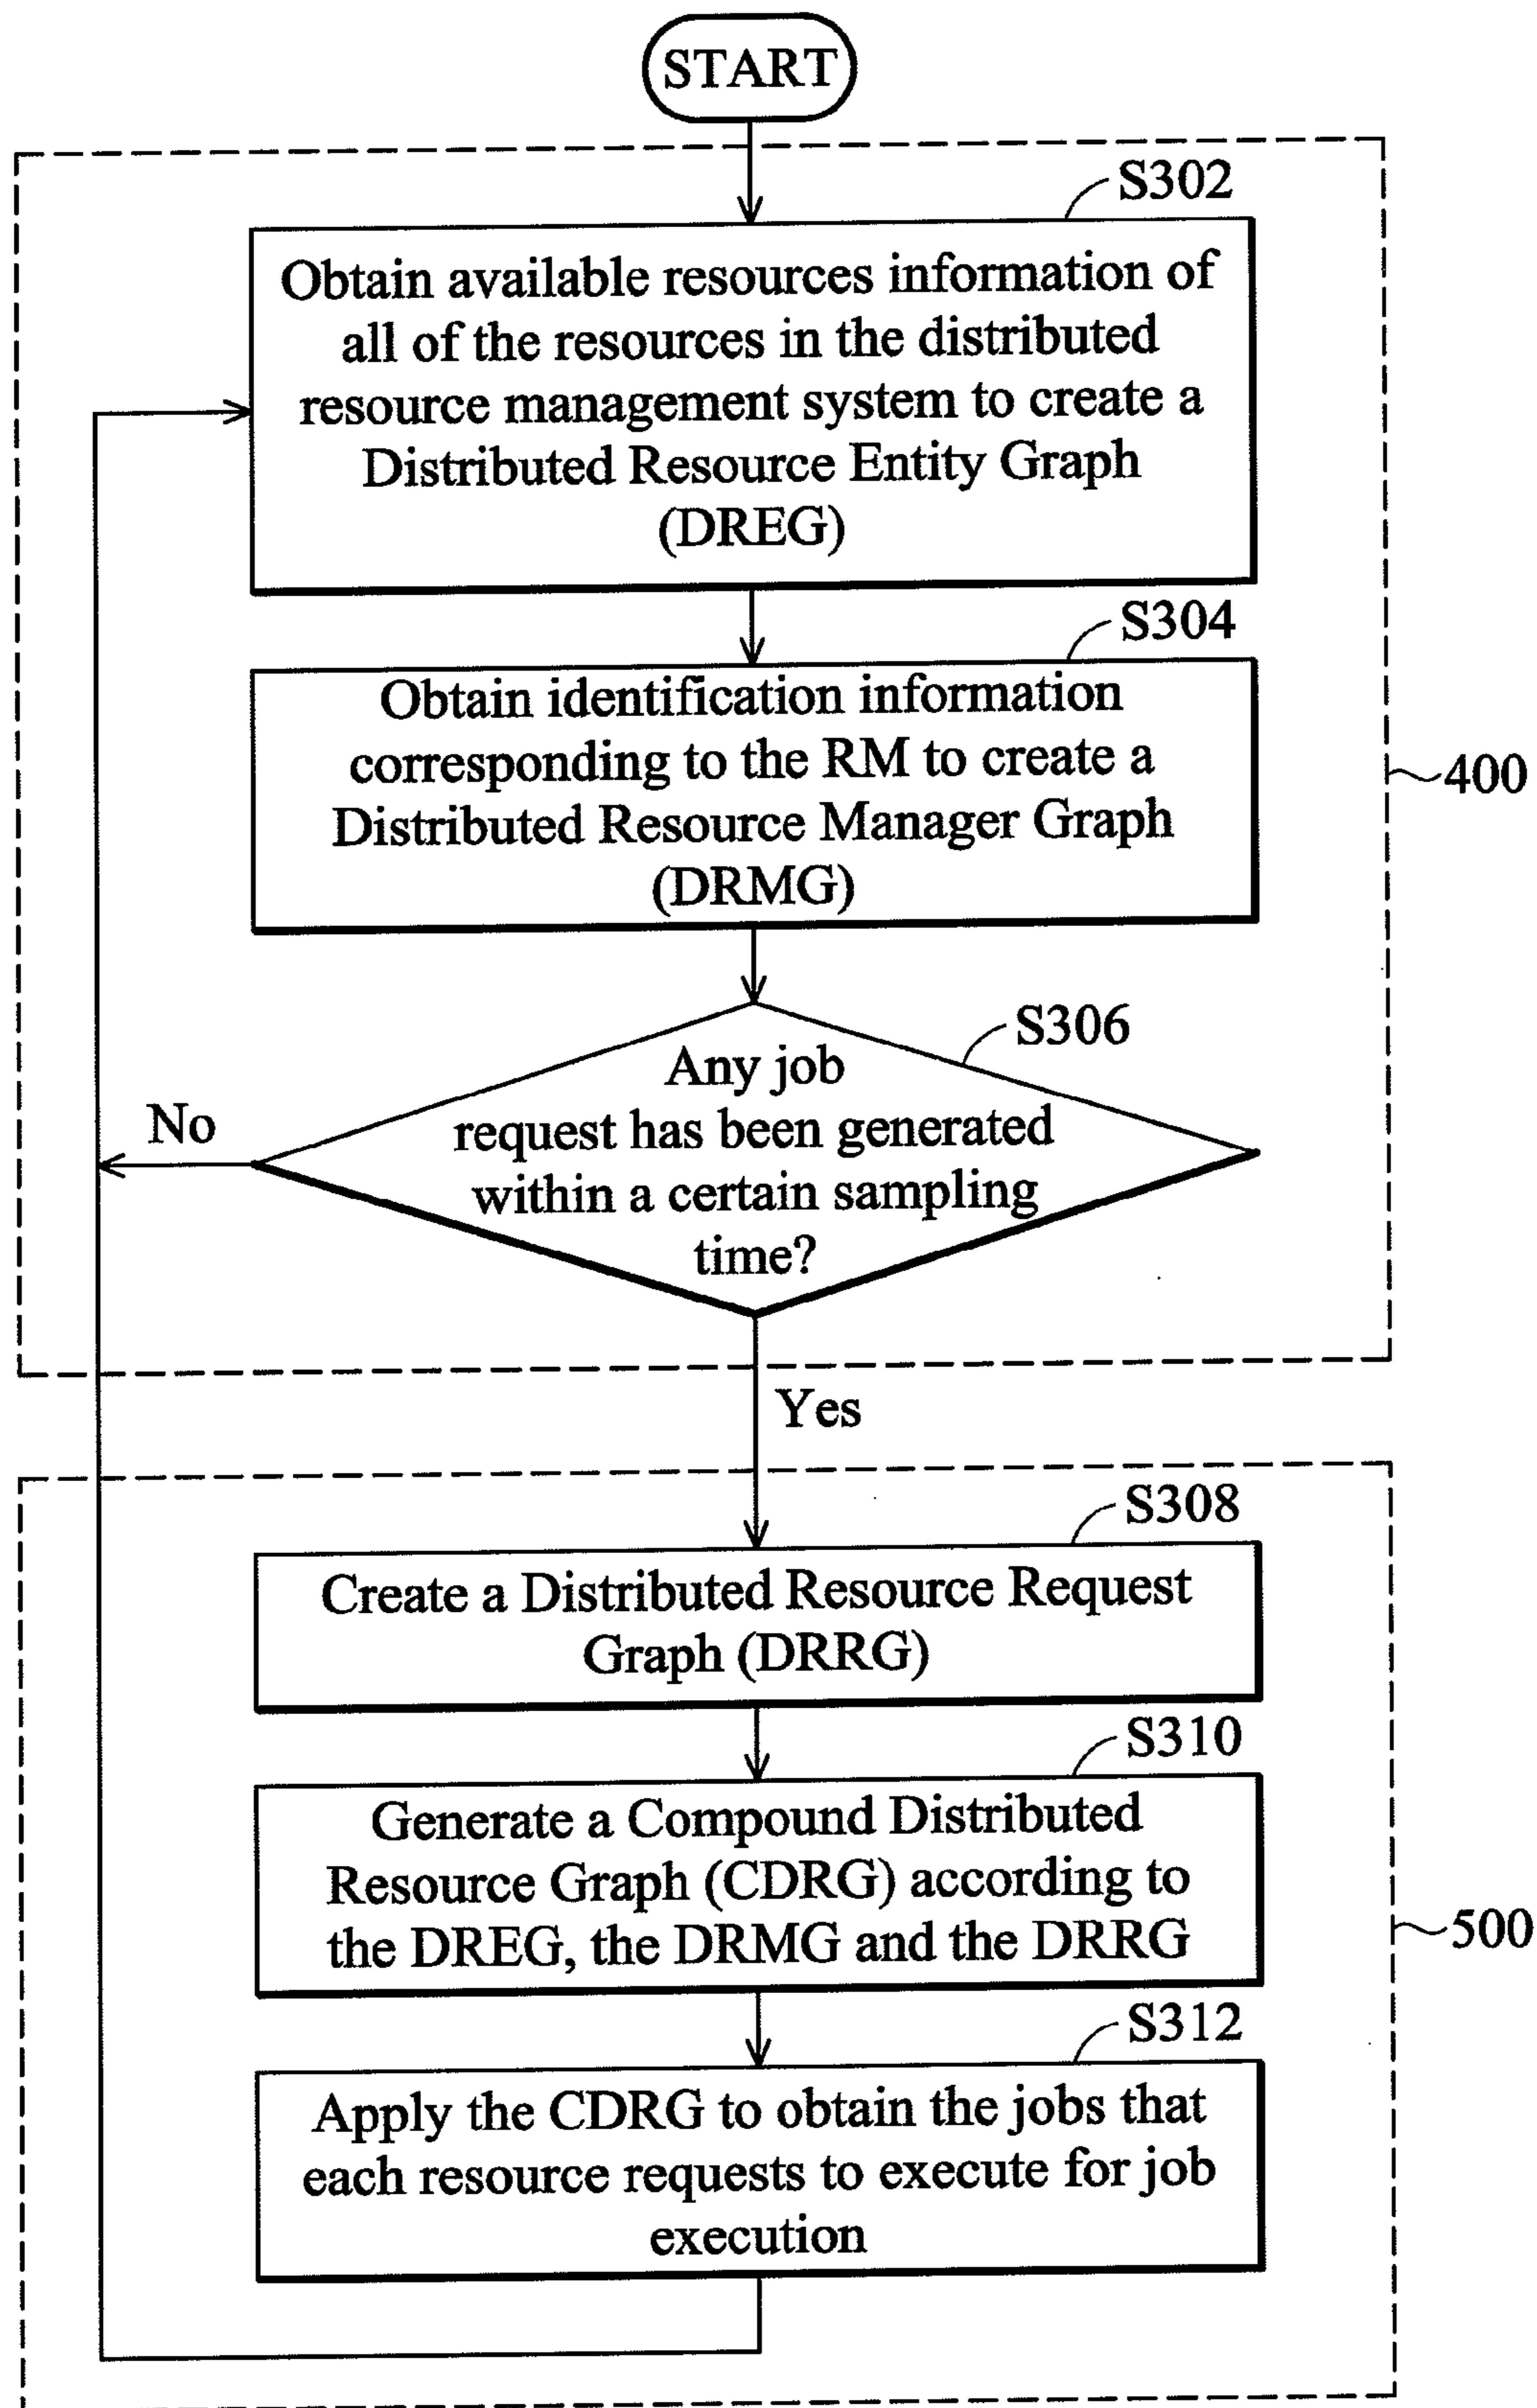 START
S302
Obtain available resources information of
all of the resources in the distributed
resource management system to create a
Distributed Resource Entity Graph
(DREG)
S304
Obtain identification information
corresponding to the RM to create a
Distributed Resource Manager Graph
(DRMG)
400
S306
Any job
request has been generated
within a certain sampling
time?
No
Yes
S308
Create a Distributed Resource Request
Graph (DRRG)
S310
Generate a Compound Distributed
Resource Graph (CDRG) according to
the DREG, the DRMG and the DRRG
500
S312
Apply the CDRG to obtain the jobs that
each resource requests to execute for job
execution